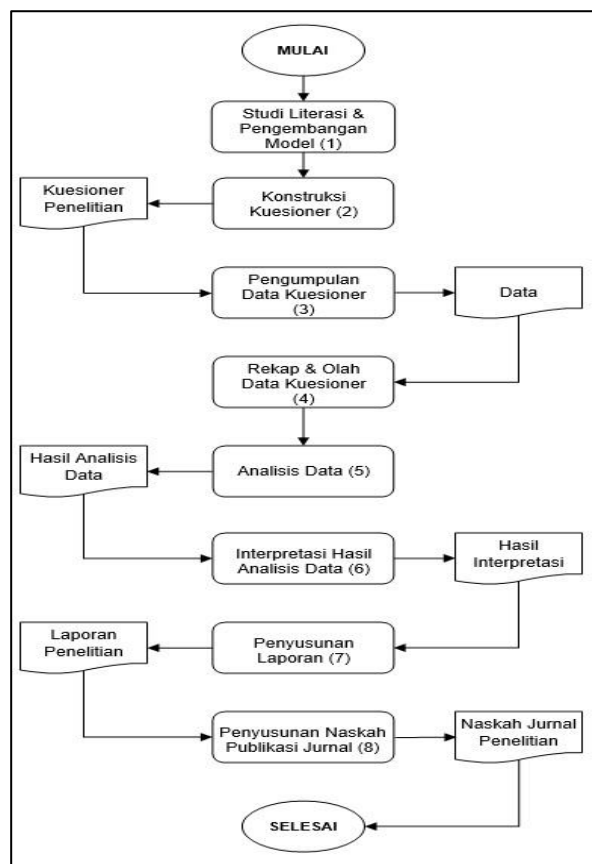 MULAI
Studi Literasi &
Pengembangan
Model (1)
Kuesioner
Penelitian
Konstruksi
Kuesioner (2)
Pengumpulan
Data Kuesioner
(3)
Data
Rekap & Olah
Data Kuesioner
(4)
Hasil Analisis
Data
Analisis Data (5)
Interpretasi Hasil
Analisis Data (6)
Hasil
Interpretasi
Laporan
Penelitian
Penyusunan
Laporan (7)
Penyusunan Naskah
Publikasi Jurnal (8)
Naskah Jurnal
Penelitian
SELESAI